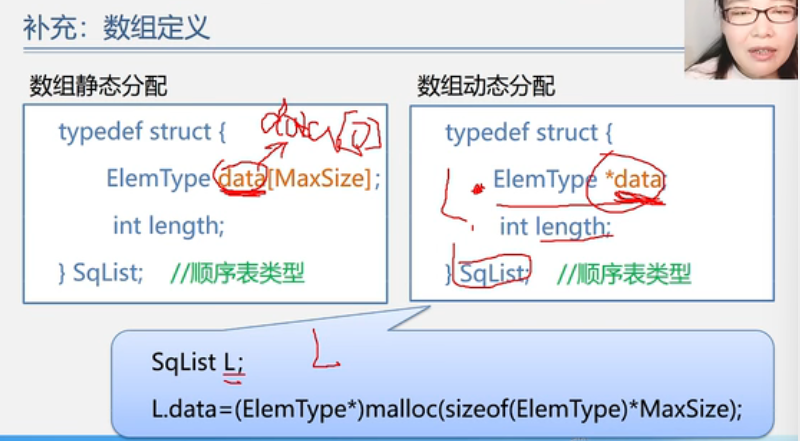 补充：数组定义
数组静态分配
typedef struct {
data[0]
ElemType data[MaxSize];
int length;
} SqList; //顺序表类型
数组动态分配
typedef struct {
L.
ElemType *data;
int length;
} SqList; //顺序表类型
SqList L;
L
L.data=(ElemType*)malloc(sizeof(ElemType)*MaxSize);